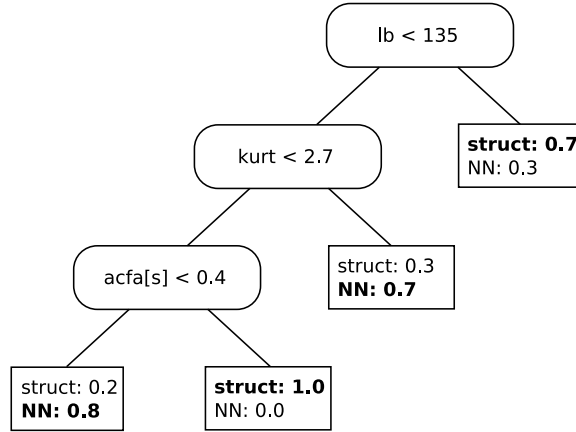 lb < 135
kurt < 2.7
struct: 0.7
NN: 0.3
acfa[s] < 0.4
struct: 0.3
NN: 0.7
struct: 0.2
NN: 0.8
struct: 1.0
NN: 0.0